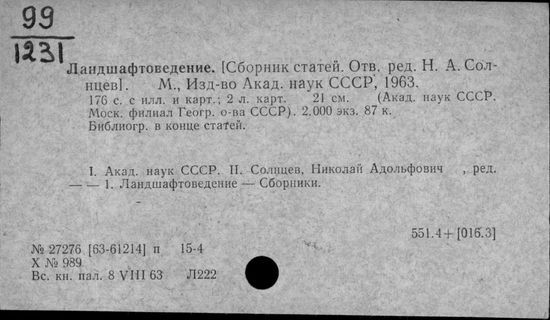 99
1231
Ландшафтоведение. [Сборник статей. Отв. ред. Н. А. Сол-
нцев]. М., Изд-во Акад. наук СССР, 1963.
176 с. с илл. и карт.; 2 л. карт. 21 см. (Акад. наук СССР.
Моск. филиал Геогр. о-ва СССР). 2.000 экз. 87 к.
Библиогр. в конце статей.
I. Акад. наук СССР. II. Солнцев, Николай Адольфович , ред.
— — 1. Ландшафтоведение — Сборники.
551.4+[016.3]
№ 27276 [63-61214] п 15-4
X № 989
Вс. кн. пал. 8 VIII 63 Л222